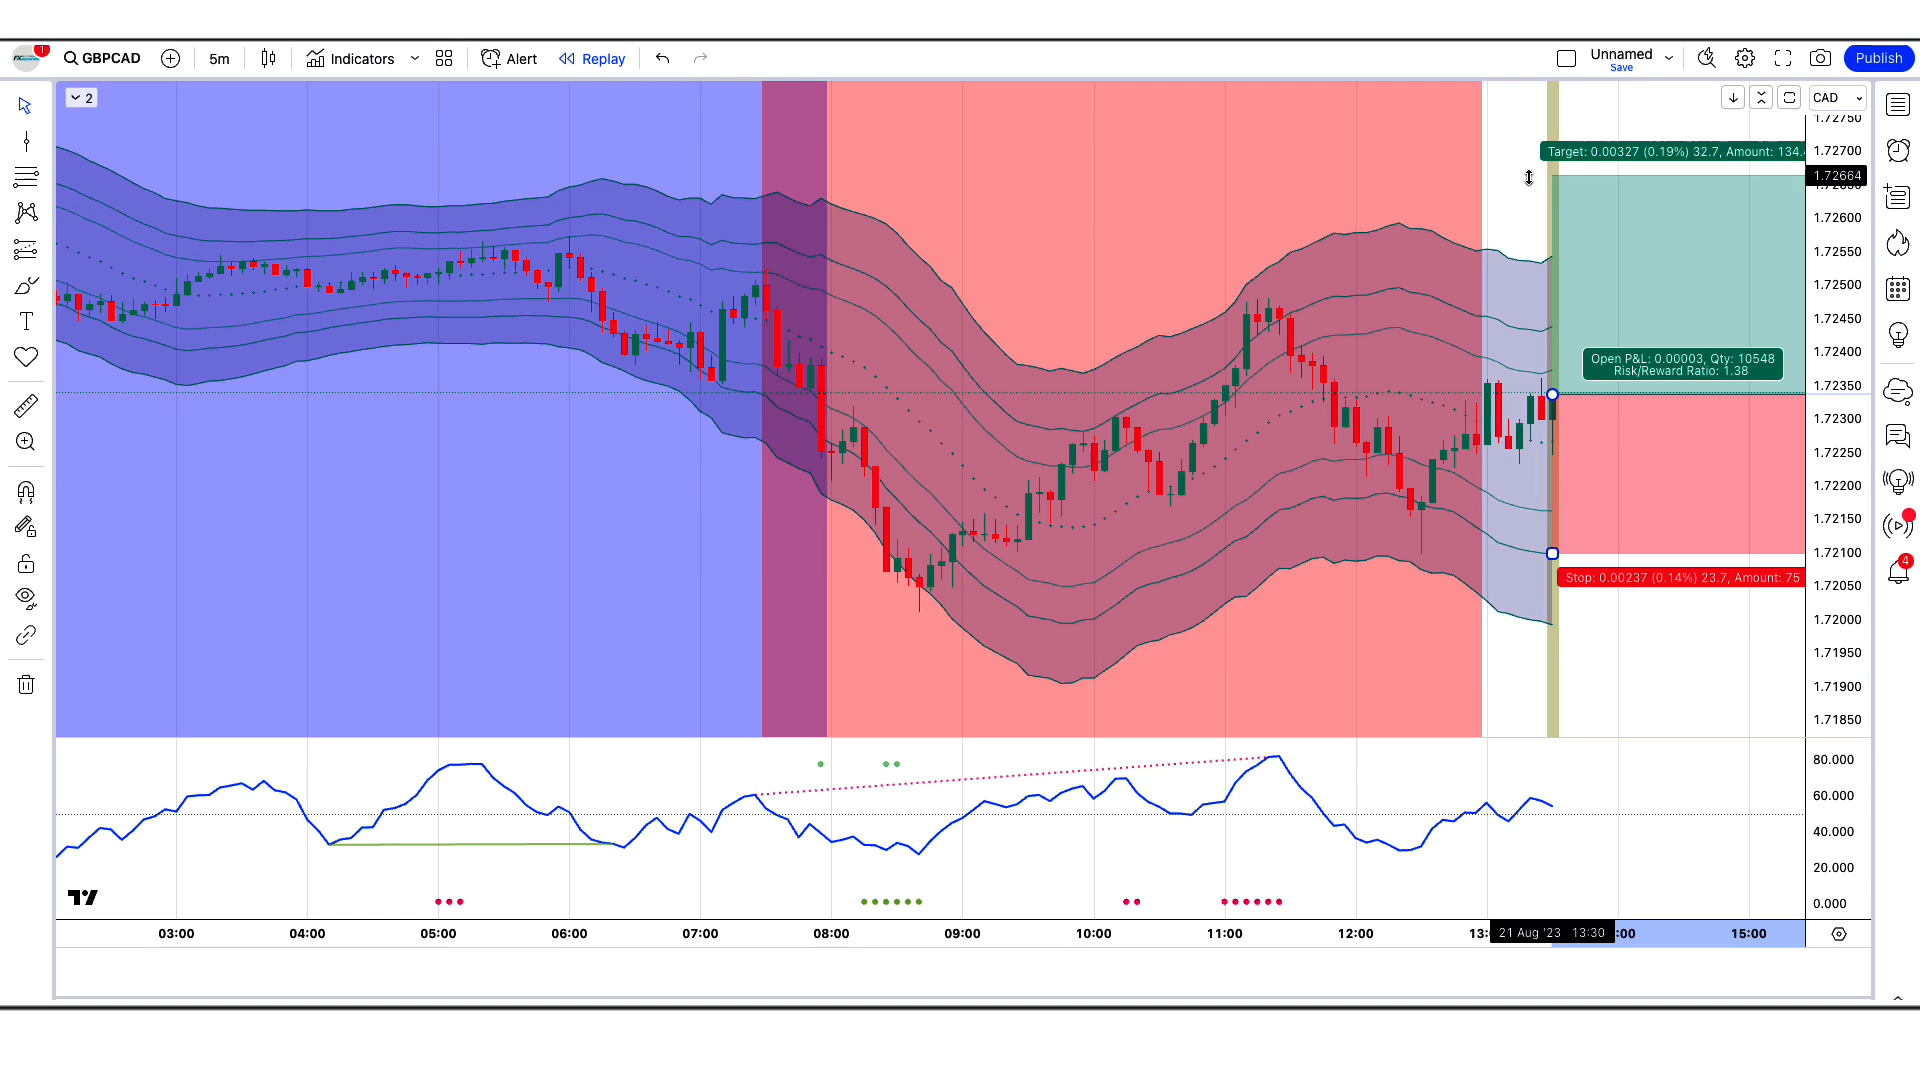 1
GBPCAD
5m
Indicators
Alert
Replay
Unnamed
Save
Publish
2
CAD
1.72750
Target: 0.00327 (0.19%) 32.7, Amount: 134.
1.72700
1.72664
1.72600
1.72550
1.72500
1.72450
1.72400
Open P&L: 0.00003, Qty: 10548
Risk/Reward Ratio: 1.38
1.72350
1.72300
1.72250
1.72200
1.72150
1.72100
Stop: 0.00237 (0.14%) 23.7, Amount: 75
1.72050
1.72000
1.71950
1.71900
1.71850
4
80.000
60.000
40.000
20.000
0.000
03:00
04:00
05:00
06:00
07:00
08:00
09:00
10:00
11:00
12:00
13:
21 Aug '23 13:30
:00
15:00